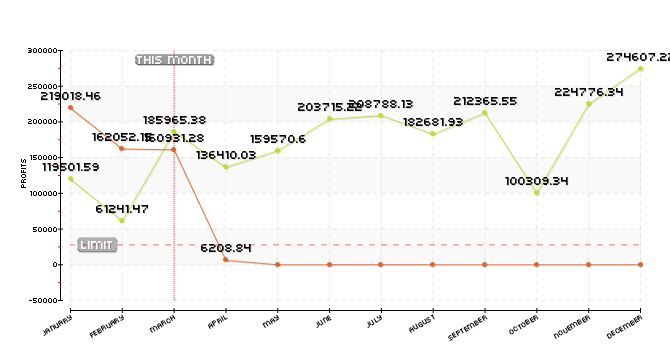 THIS MONTH
300000
250000
200000
150000
100000
50000
0
-50000
PROFITS
LIMIT
219018.46
162052.15
160931.28
6208.84
119501.59
61241.47
185965.38
136410.03
159570.6
203715.22
208788.13
182681.93
212365.55
100309.34
224776.34
274607.22
JANUARY
FEBRUARY
MARCH
APRIL
MAY
JUNE
JULY
AUGUST
SEPTEMBER
OCTOBER
NOVEMBER
DECEMBER